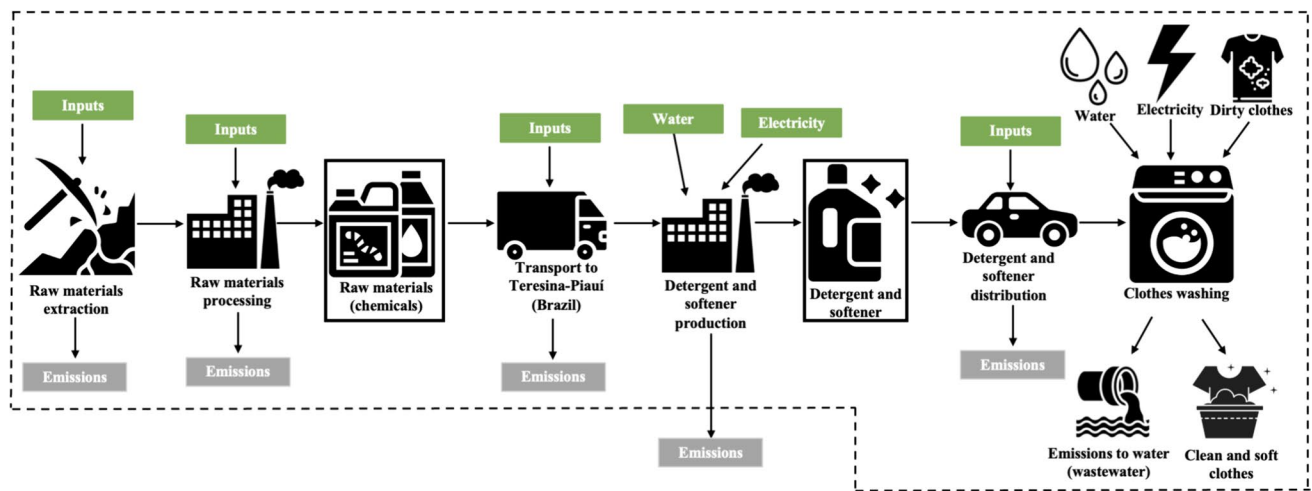 Inputs
Raw materials
extraction
Emissions
Inputs
Raw materials
processing
Emissions
Raw materials
(chemicals)
Inputs
Transport to
Teresina-Piauí
(Brazil)
Emissions
Water
Electricity
Detergent and
softener
production
Emissions
Detergent and
softener
Inputs
Detergent and
softener
distribution
Emissions
Water
Electricity
Dirty clothes
Clothes washing
Emissions to water
(wastewater)
Clean and soft
clothes